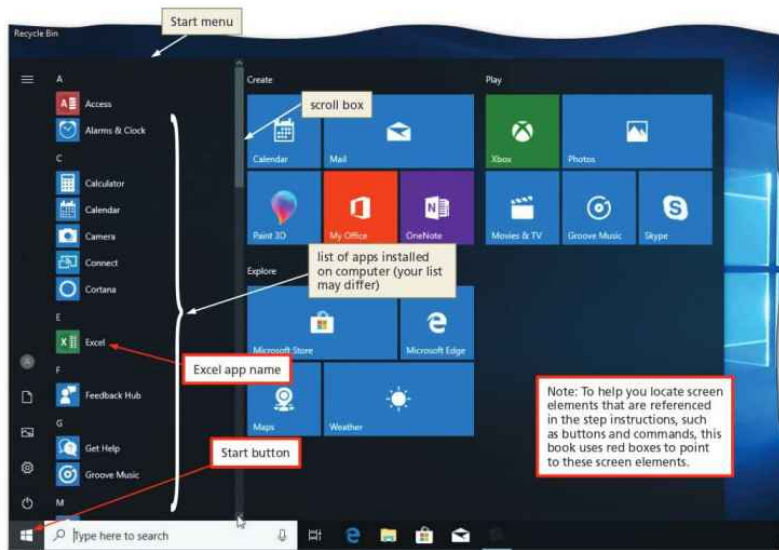 Start menu
Recycle Bin
A
Access
Alarms & Clock
C
Calculator
Calendar
Camera
Connect
Cortana
E
Excel
F
Feedback Hub
G
Get Help
Groove Music
M
Create
scroll box
Calendar
Mail
Paint 3D
My Office
OneNote
list of apps installed
on computer (your list
may differ)
Explore
Microsoft Store
Microsoft Edge
Excel app name
Maps
Weather
Start button
Play
Xbox
Photos
Movies & TV
Groove Music
Skype
Note: To help you locate screen
elements that are referenced
in the step instructions, such
as buttons and commands, this
book uses red boxes to point
to these screen elements.
Type here to search